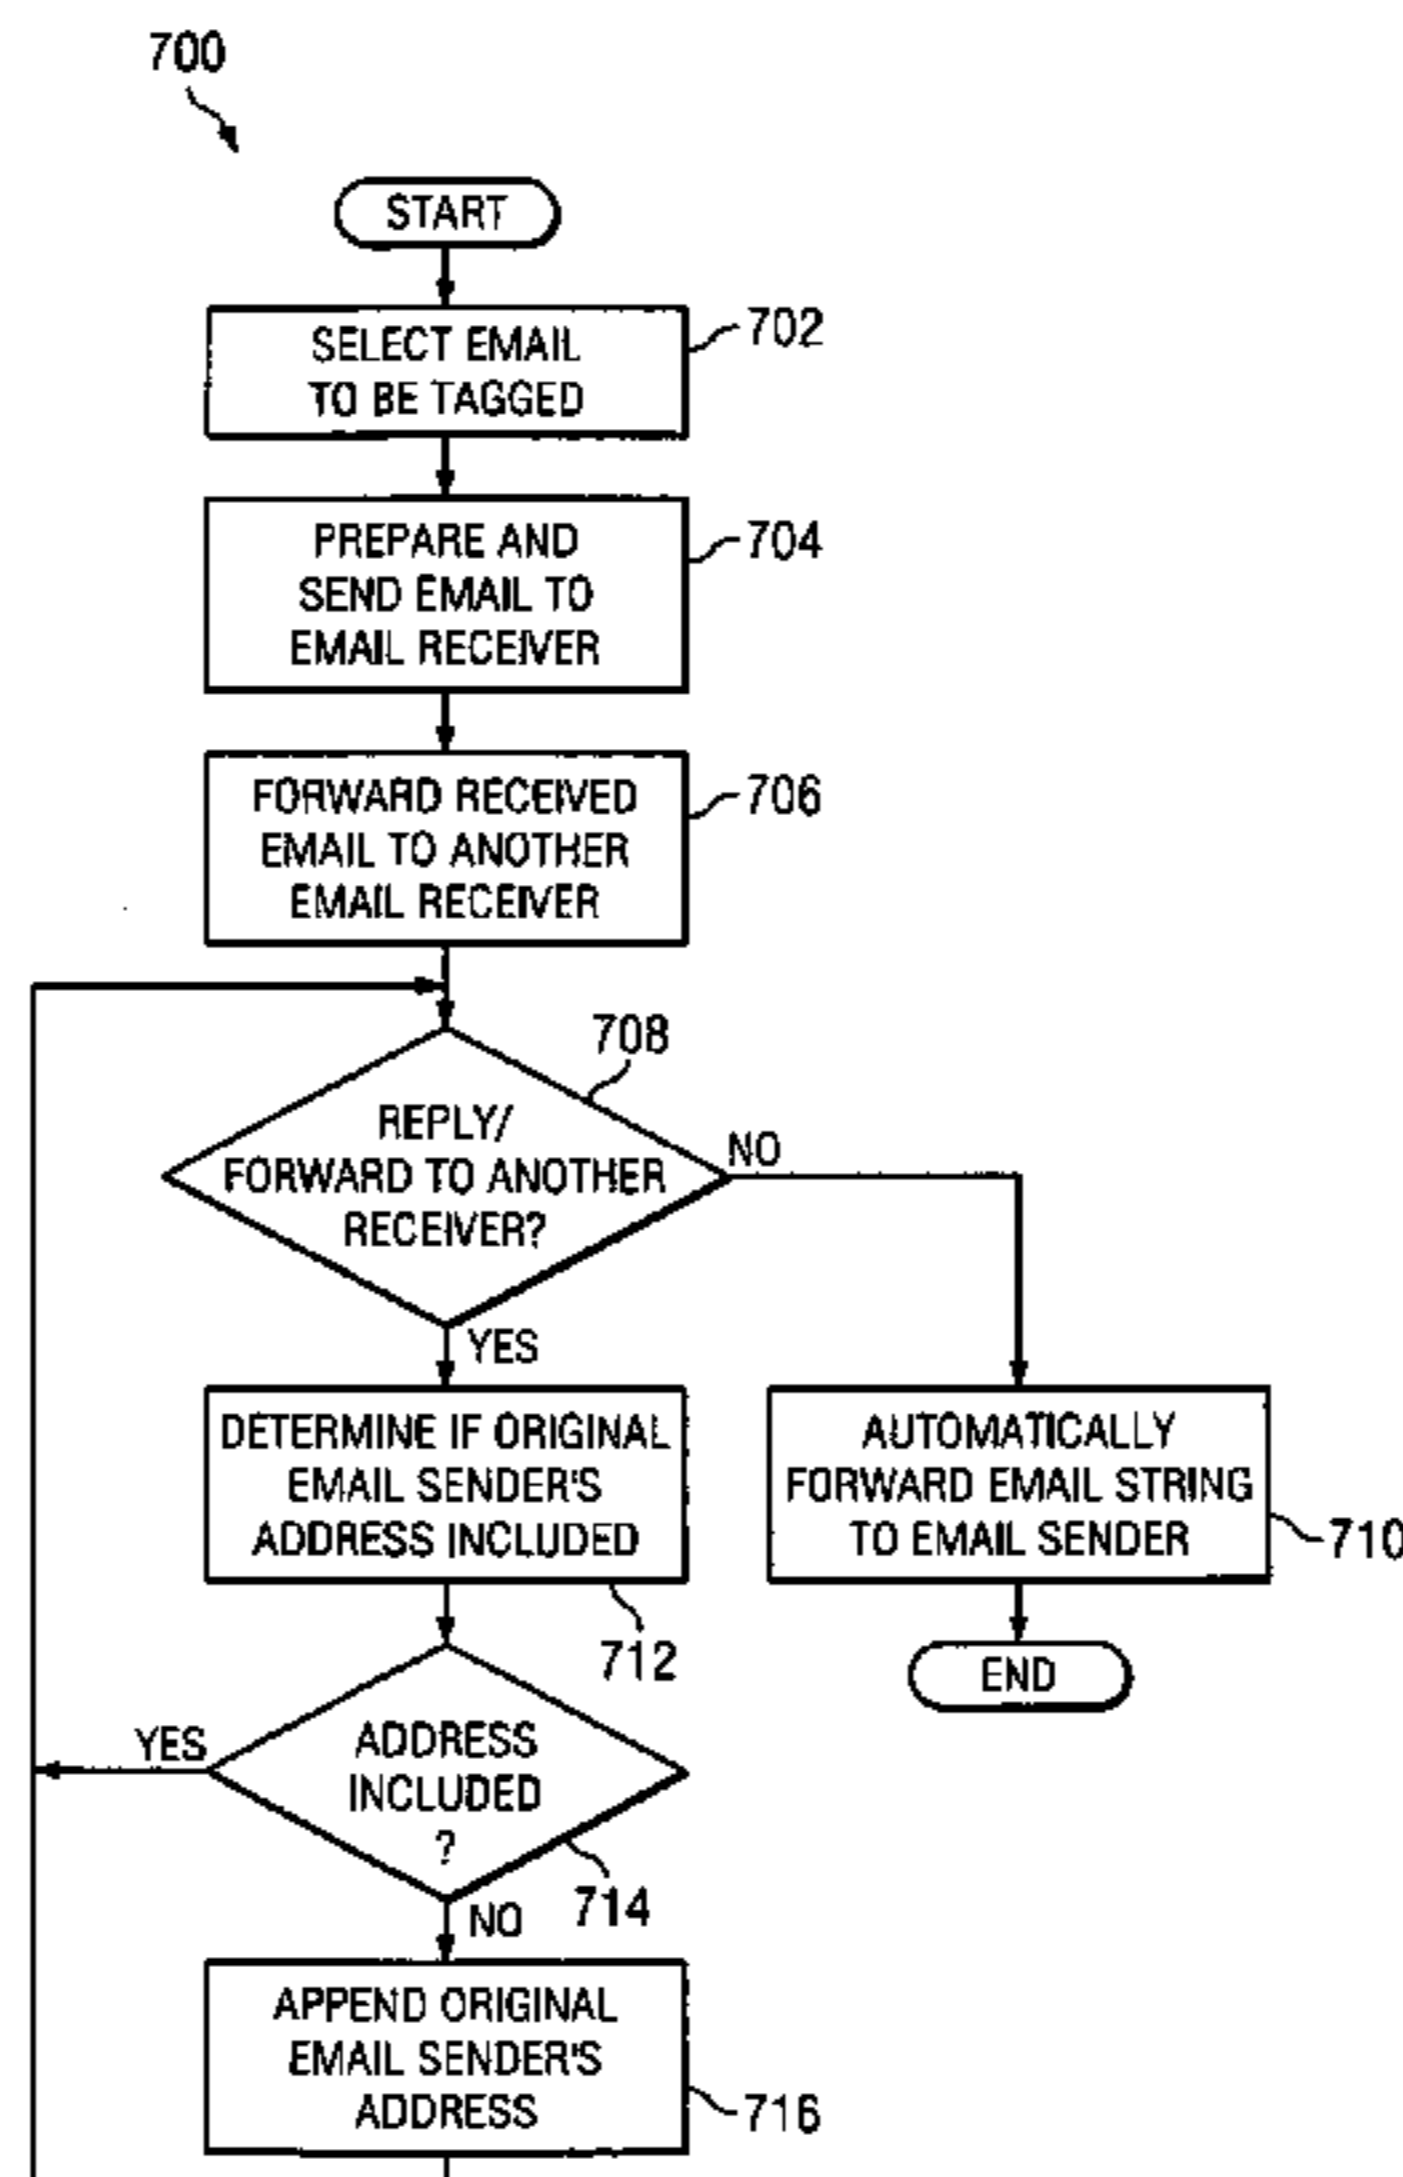 700
START
SELECT EMAIL
TO BE TAGGED
702
PREPARE AND
SEND EMAIL TO
EMAIL RECEIVER
704
FORWARD RECEIVED
EMAIL TO ANOTHER
EMAIL RECEIVER
706
708
REPLY/
FORWARD TO ANOTHER
RECEIVER?
NO
YES
DETERMINE IF ORIGINAL
EMAIL SENDER'S
ADDRESS INCLUDED
712
AUTOMATICALLY
FORWARD EMAIL STRING
TO EMAIL SENDER
710
END
YES
ADDRESS
INCLUDED
?
714
NO
APPEND ORIGINAL
EMAIL SENDER'S
ADDRESS
716